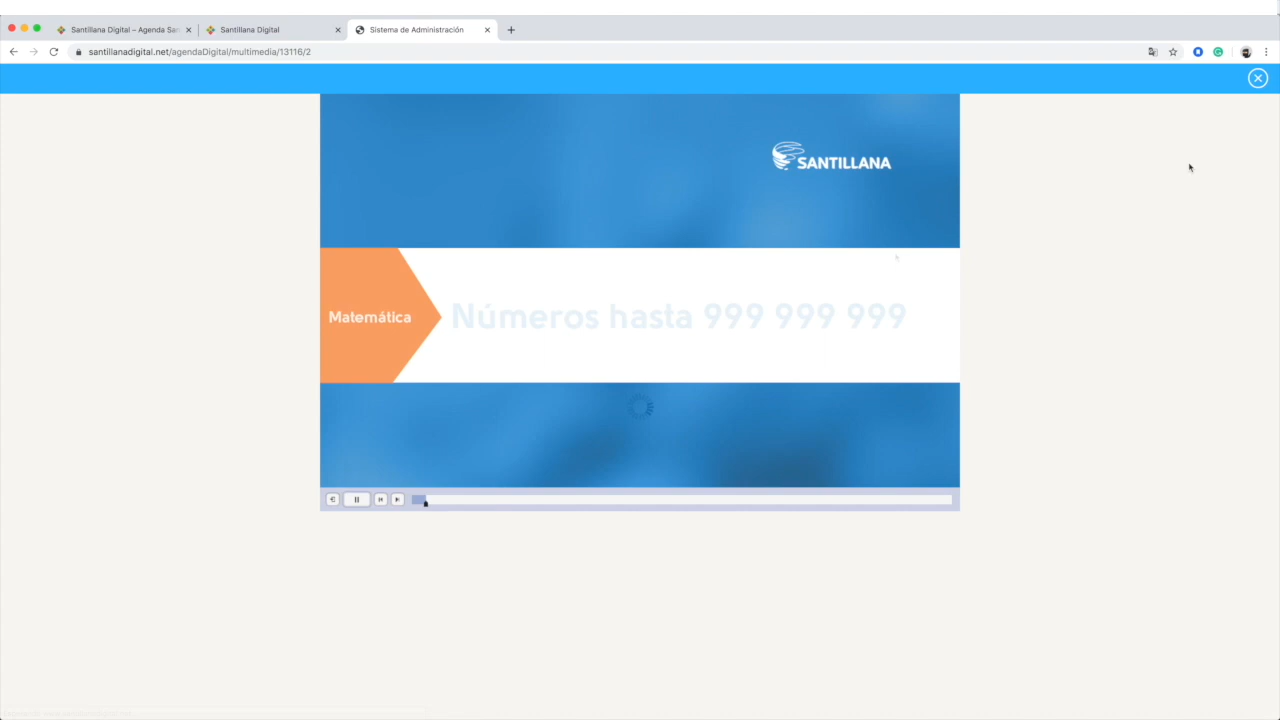 Santillana Digital – Agenda San
Santillana Digital
Sistema de Administración
santillanadigital.net/agendaDigital/multimedia/13116/2
SANTILLANA
Matemática
Números hasta 999 999 999